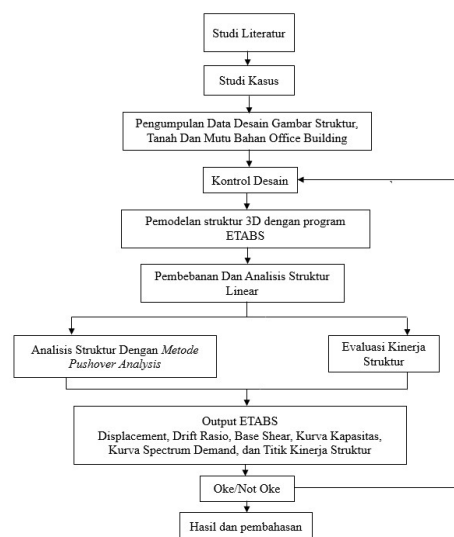 Studi Literatur
Studi Kasus
Pengumpulan Data Desain Gambar Struktur,
Tanah Dan Mutu Bahan Office Building
Kontrol Desain
Pemodelan struktur 3D dengan program
ETABS
Pembebanan Dan Analisis Struktur
Linear
Analisis Struktur Dengan Metode
Pushover Analysis
Evaluasi Kinerja
Struktur
Output ETABS
Displacement, Drift Rasio, Base Shear, Kurva Kapasitas,
Kurva Spectrum Demand, dan Titik Kinerja Struktur
Oke/Not Oke
Hasil dan pembahasan